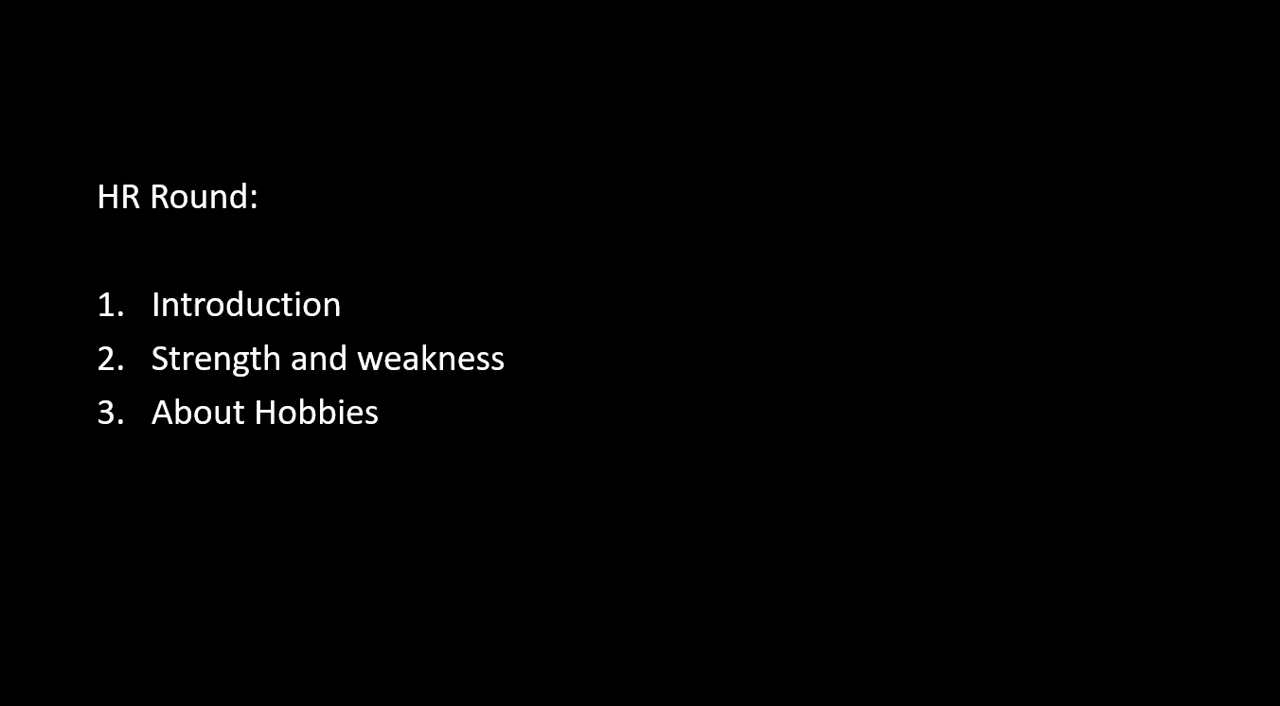 HR Round:
1. Introduction
2. Strength and weakness
3. About Hobbies